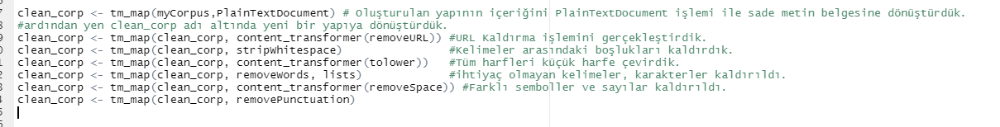 clean_corp <- tm_map(myCorpus,PlainTextDocument) # Oluşturulan yapının içeriğini PlainTextDocument işlemi ile sade metin belgesine dönüştürdük.
#ardından yen clean_corp adı altında yeni bir yapıya dönüştürdük.
clean_corp <- tm_map(clean_corp, content_transformer(removeURL)) #URL Kaldırma işlemini gerçekleştirdik.
clean_corp <- tm_map(clean_corp, stripWhitespace) #Kelimeler arasındaki boşlukları kaldırdık.
clean_corp <- tm_map(clean_corp, content_transformer(tolower)) #Tüm harfleri küçük harfe çevirdik.
clean_corp <- tm_map(clean_corp, removeWords, lists) #ihtiyaç olmayan kelimeler, karakterler kaldırıldı.
clean_corp <- tm_map(clean_corp, content_transformer(removeSpace)) #Farklı semboller ve sayılar kaldırıldı.
clean_corp <- tm_map(clean_corp, removePunctuation)